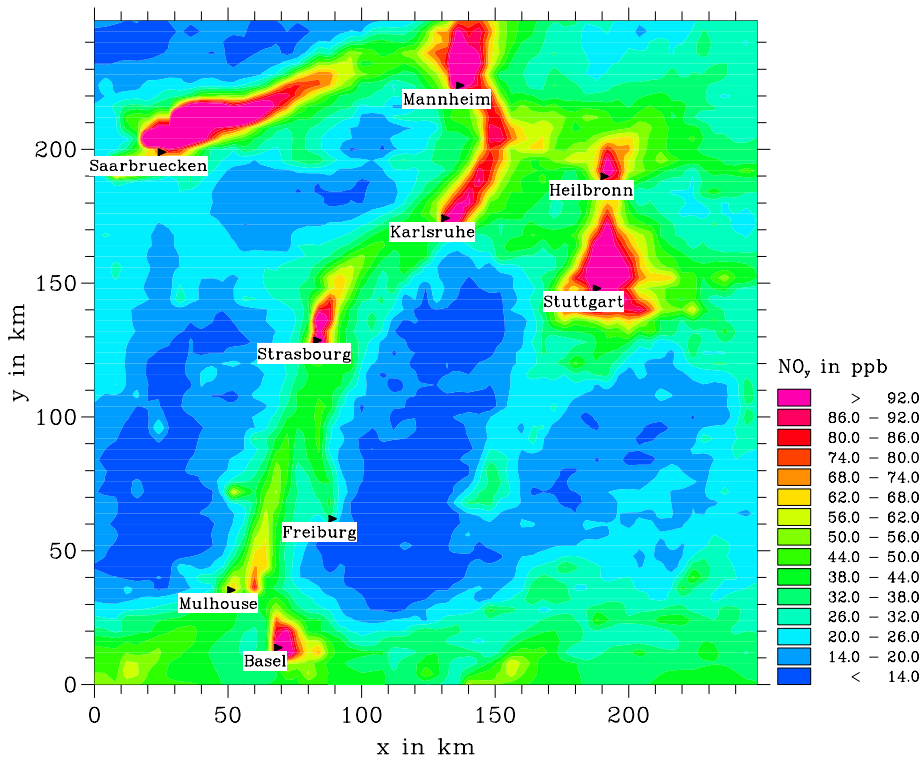 Mannheim
Saarbruecken
Heilbronn
Karlsruhe
Stuttgart
Strasbourg
Freiburg
Mulhouse
Basel
200
150
100
50
0
y in km
0 50 100 150 200
x in km
NOy in ppb
> 92.0
86.0 – 92.0
80.0 – 86.0
74.0 – 80.0
68.0 – 74.0
62.0 – 68.0
56.0 – 62.0
50.0 – 56.0
44.0 – 50.0
38.0 – 44.0
32.0 – 38.0
26.0 – 32.0
20.0 – 26.0
14.0 – 20.0
< 14.0